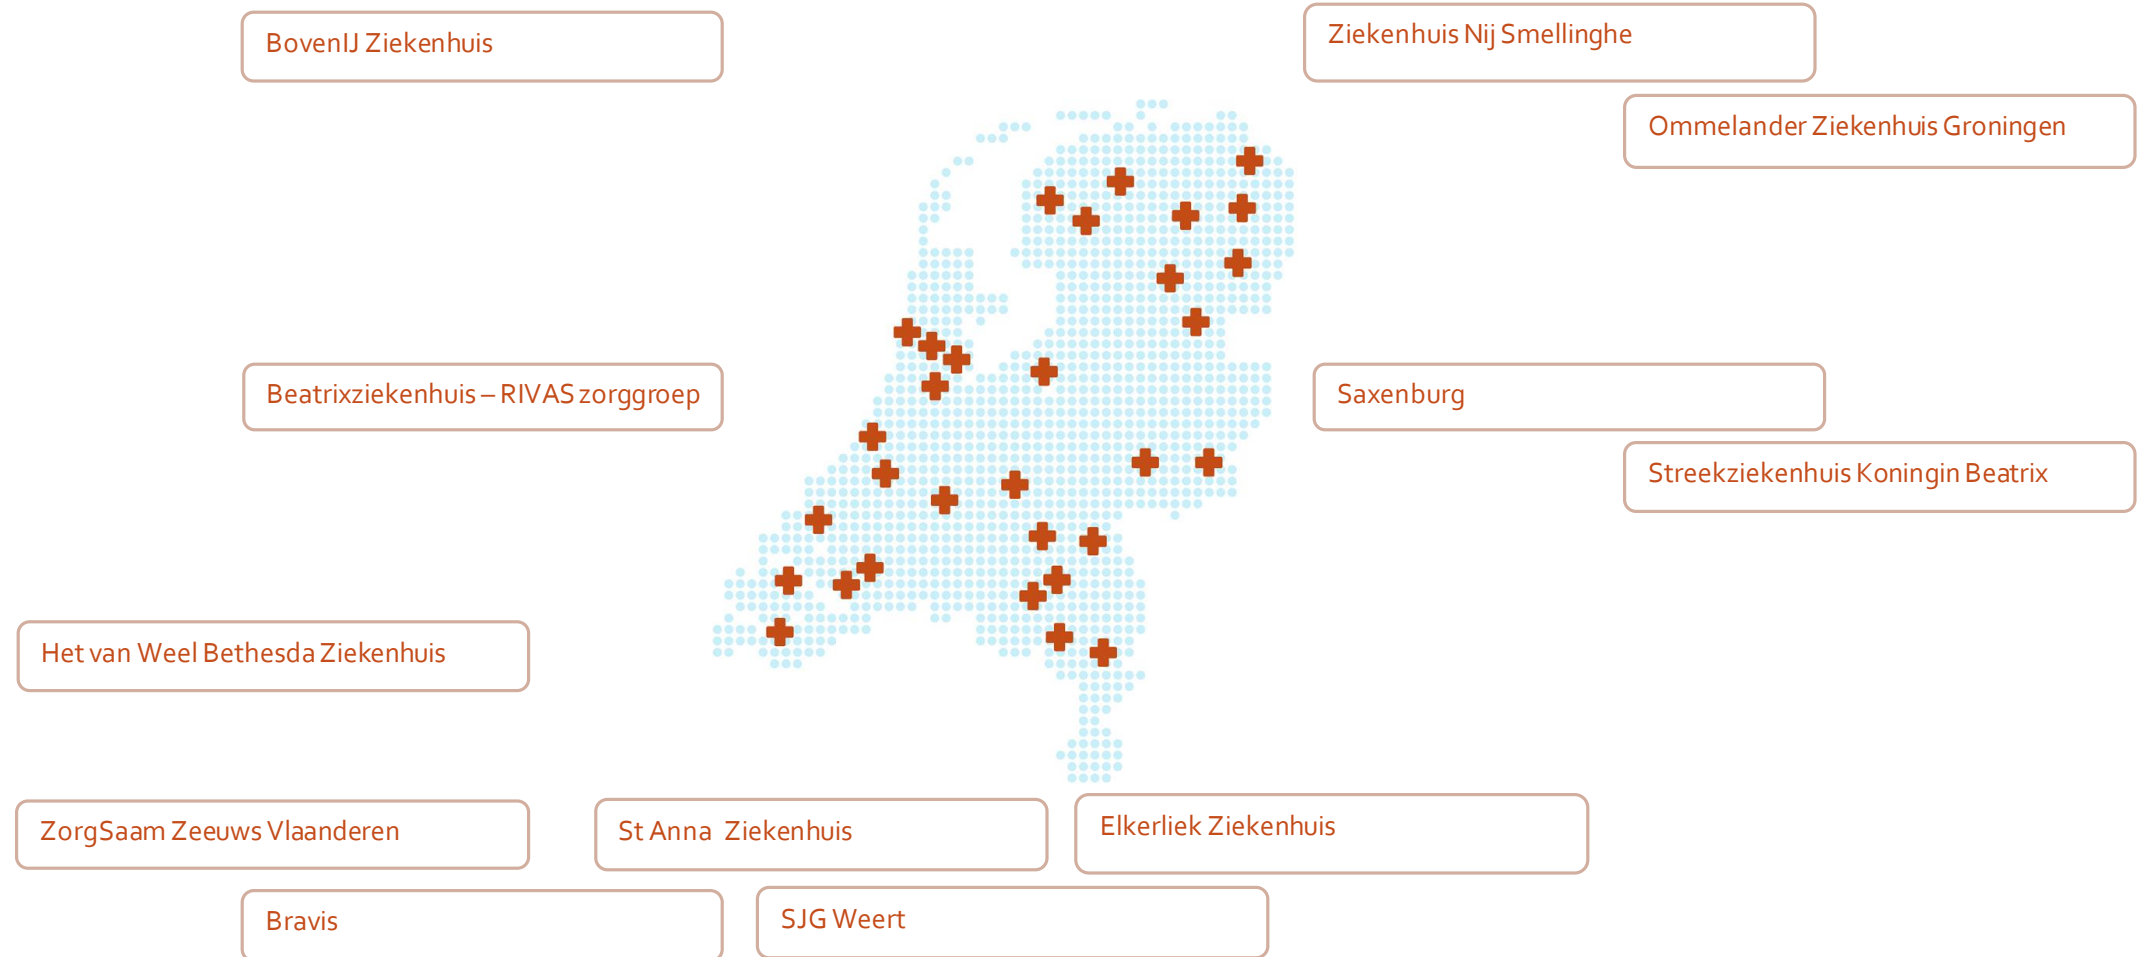 BovenIJ Ziekenhuis
Ziekenhuis Nij Smellinghe
Ommelander Ziekenhuis Groningen
Beatrixziekenhuis – RIVAS zorggroep
Saxenburg
Streekziekenhuis Koningin Beatrix
Het van Weel Bethesda Ziekenhuis
ZorgSaam Zeeuws Vlaanderen
St Anna Ziekenhuis
Elkerliek Ziekenhuis
Bravis
SJG Weert